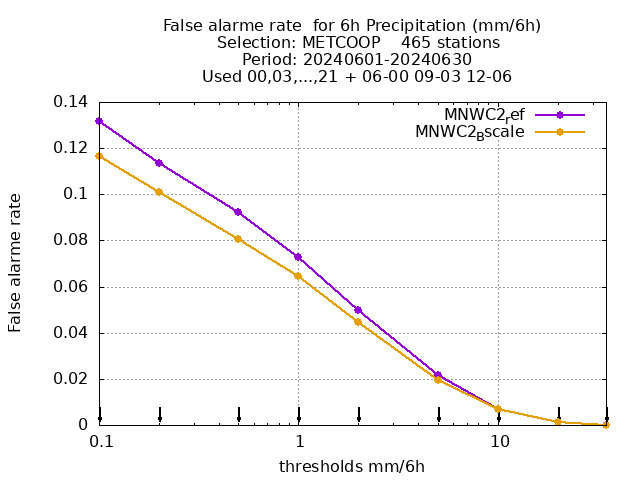 False alarme rate  for 6h Precipitation (mm/6h)
Selection: METCOOP    465 stations
Period: 20240601-20240630
Used 00,03,...,21 + 06-00 09-03 12-06
MNWC2ref
MNWC2Bscale
0.14
0.12
0.1
0.08
0.06
0.04
0.02
0
False alarme rate
0.1
1
10
thresholds mm/6h